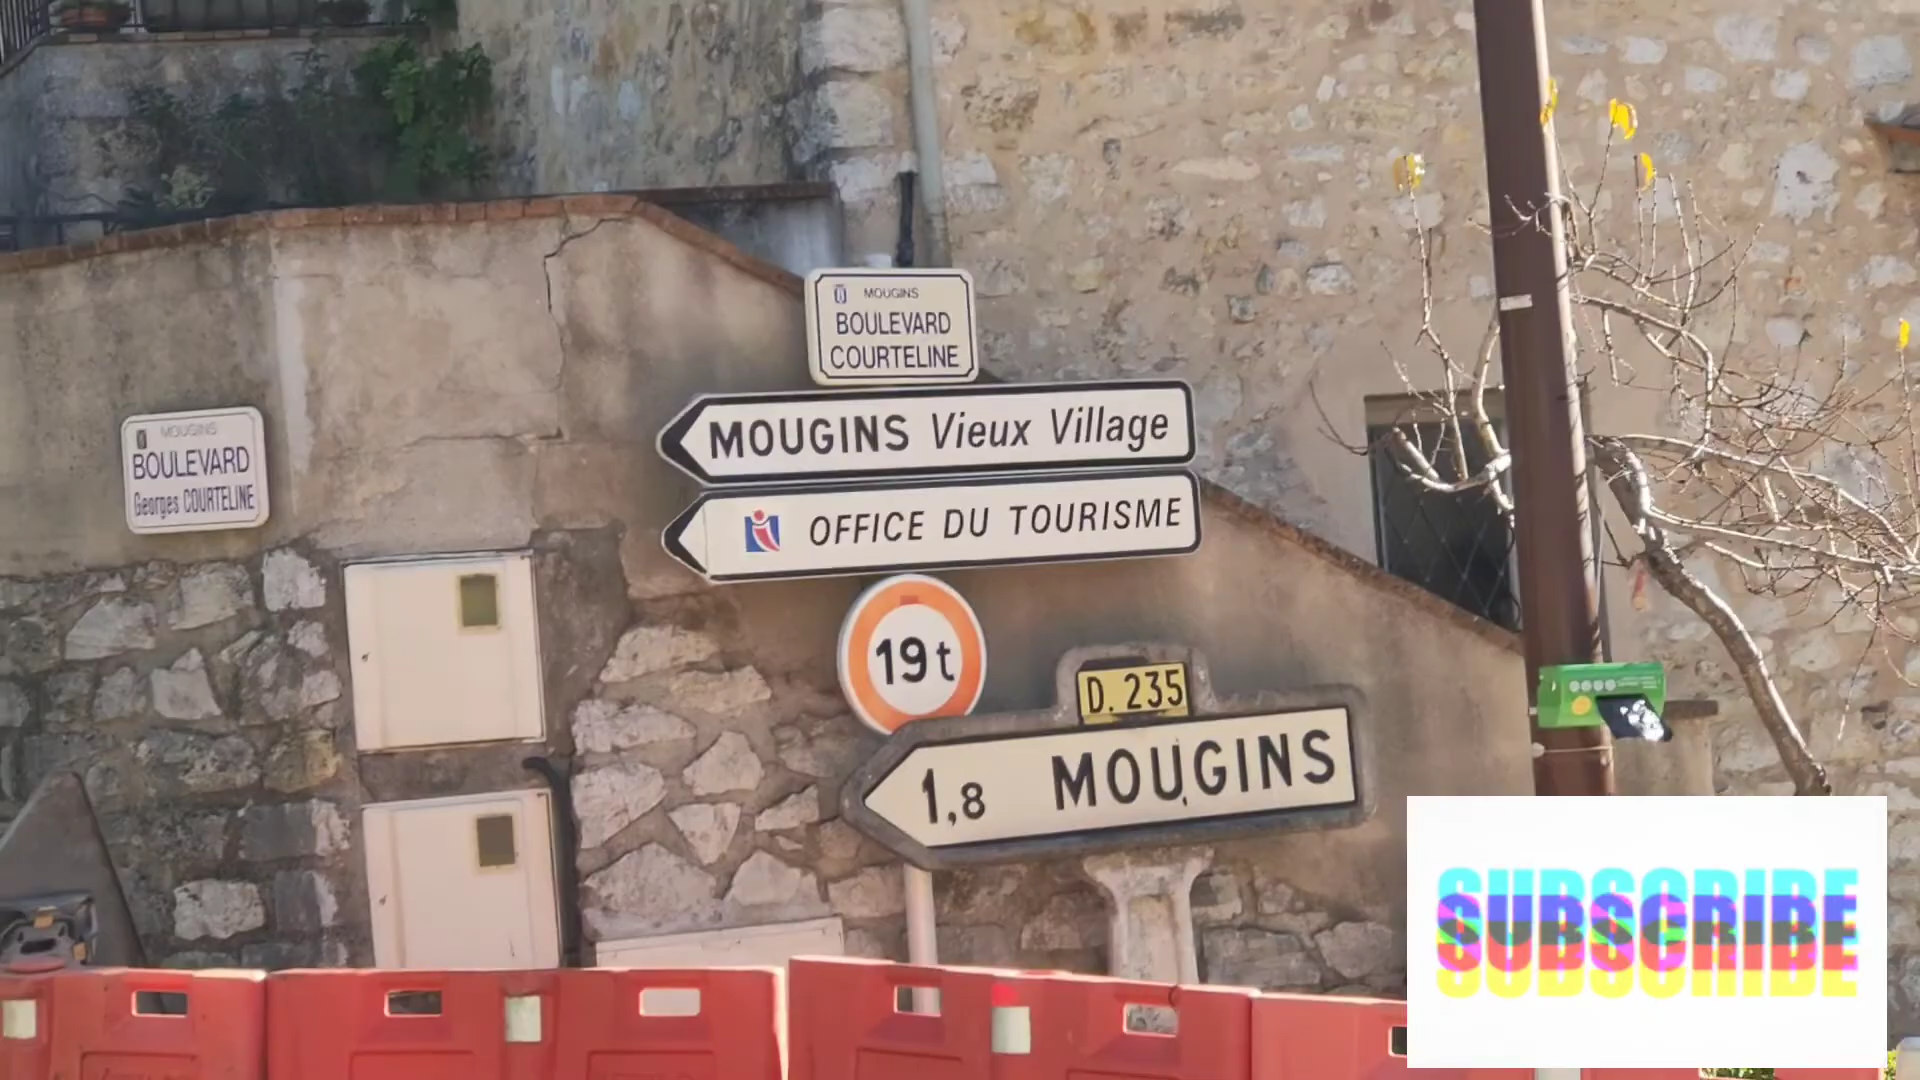 MOUGINS
BOULEVARD
COURTELINE
MOUGINS Vieux Village
OFFICE DU TOURISME
MOUGINS
BOULEVARD
Georges COURTELINE
19t
D. 235
1,8 MOUGINS
SUBSCRIBE